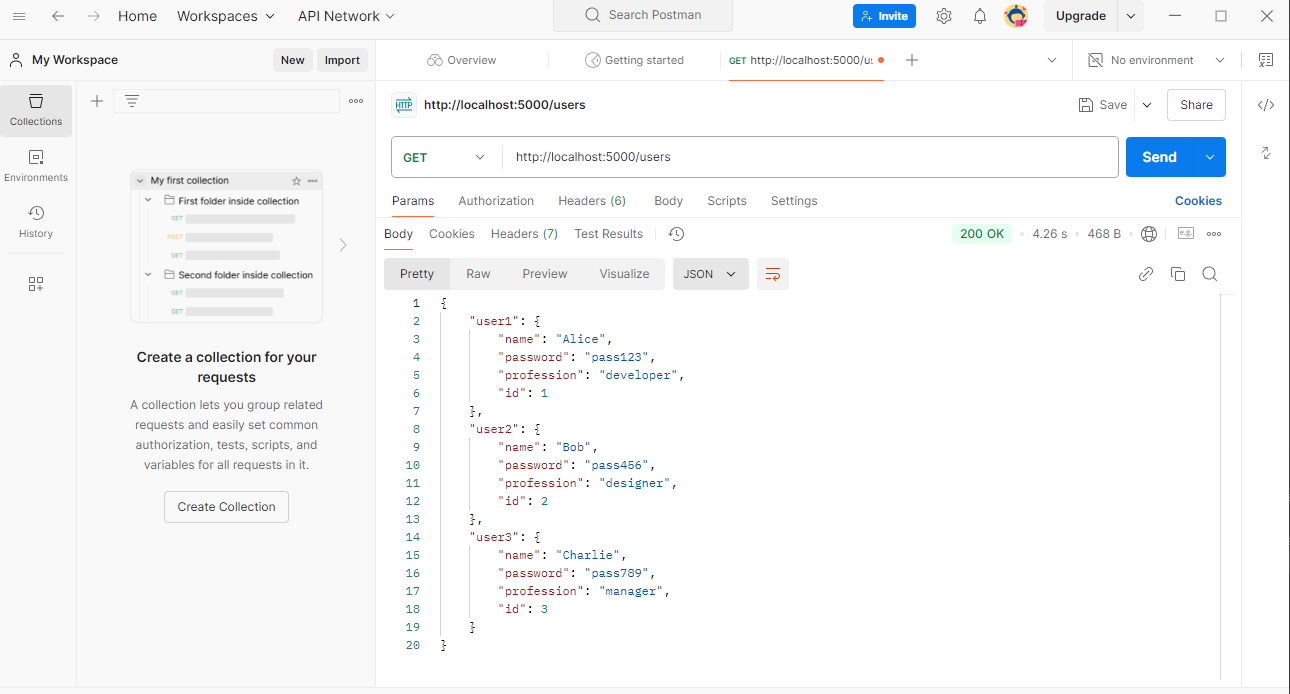 Home Workspaces API Network Search Postman Invite Upgrade
My Workspace New Import Overview Getting started GET http://localhost:5000/us No environment
Collections
Environments
History
My first collection
First folder inside collection
GET
POST
GET
Second folder inside collection
GET
GET
Create a collection for your
requests
A collection lets you group related
requests and easily set common
authorization, tests, scripts, and
variables for all requests in it.
Create Collection
HTTP http://localhost:5000/users Save Share
GET http://localhost:5000/users Send
Params Authorization Headers (6) Body Scripts Settings Cookies
Body Cookies Headers (7) Test Results 200 OK • 4.26 s • 468 B • e.g.
Pretty Raw Preview Visualize JSON
1 {
2 "user1": {
3 "name": "Alice",
4 "password": "pass123",
5 "profession": "developer",
6 "id": 1
7 },
8 "user2": {
9 "name": "Bob",
10 "password": "pass456",
11 "profession": "designer",
12 "id": 2
13 },
14 "user3": {
15 "name": "Charlie",
16 "password": "pass789",
17 "profession": "manager",
18 "id": 3
19 }
20 }